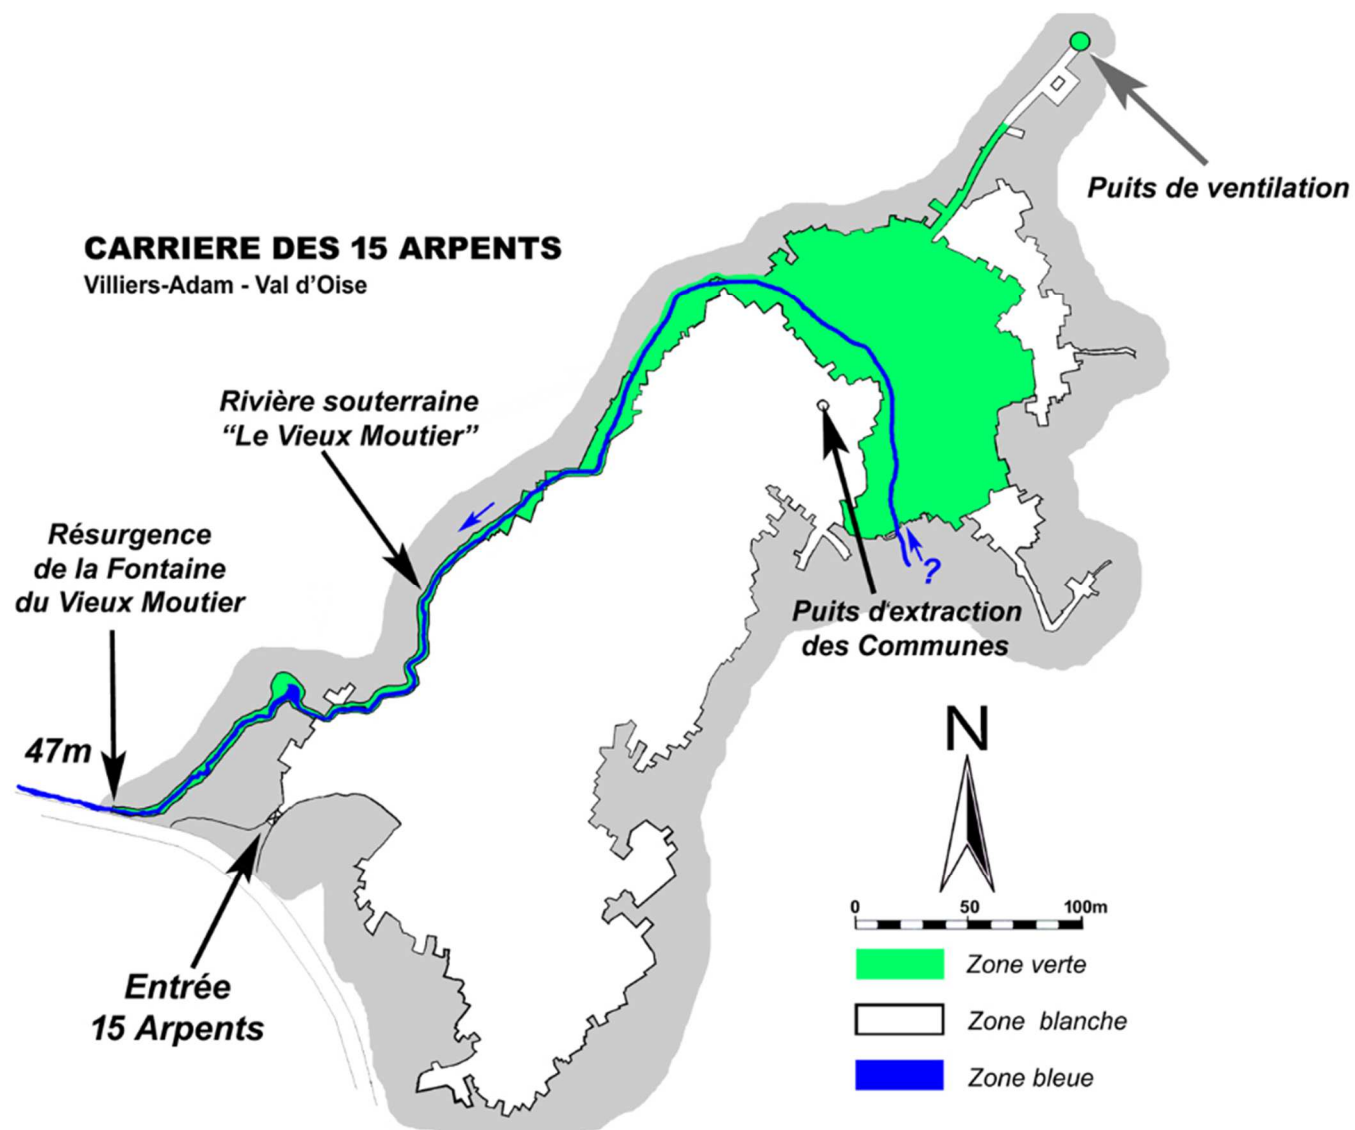 Puits de ventilation
CARRIERE DES 15 ARPENTS
Villiers-Adam - Val d'Oise
Rivière souterraine
“Le Vieux Moutier”
Résurgence
de la Fontaine
du Vieux Moutier
?
Puits d'extraction
des Communes
47m
N
0 50 100m
Entrée
15 Arpents
Zone verte
Zone blanche
Zone bleue